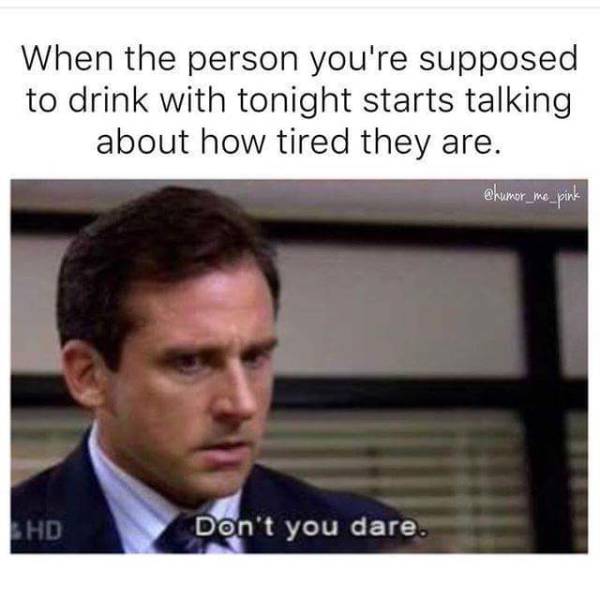 When the person you're supposed
to drink with tonight starts talking
about how tired they are.
@humor_me_pink
HD
Don't you dare.